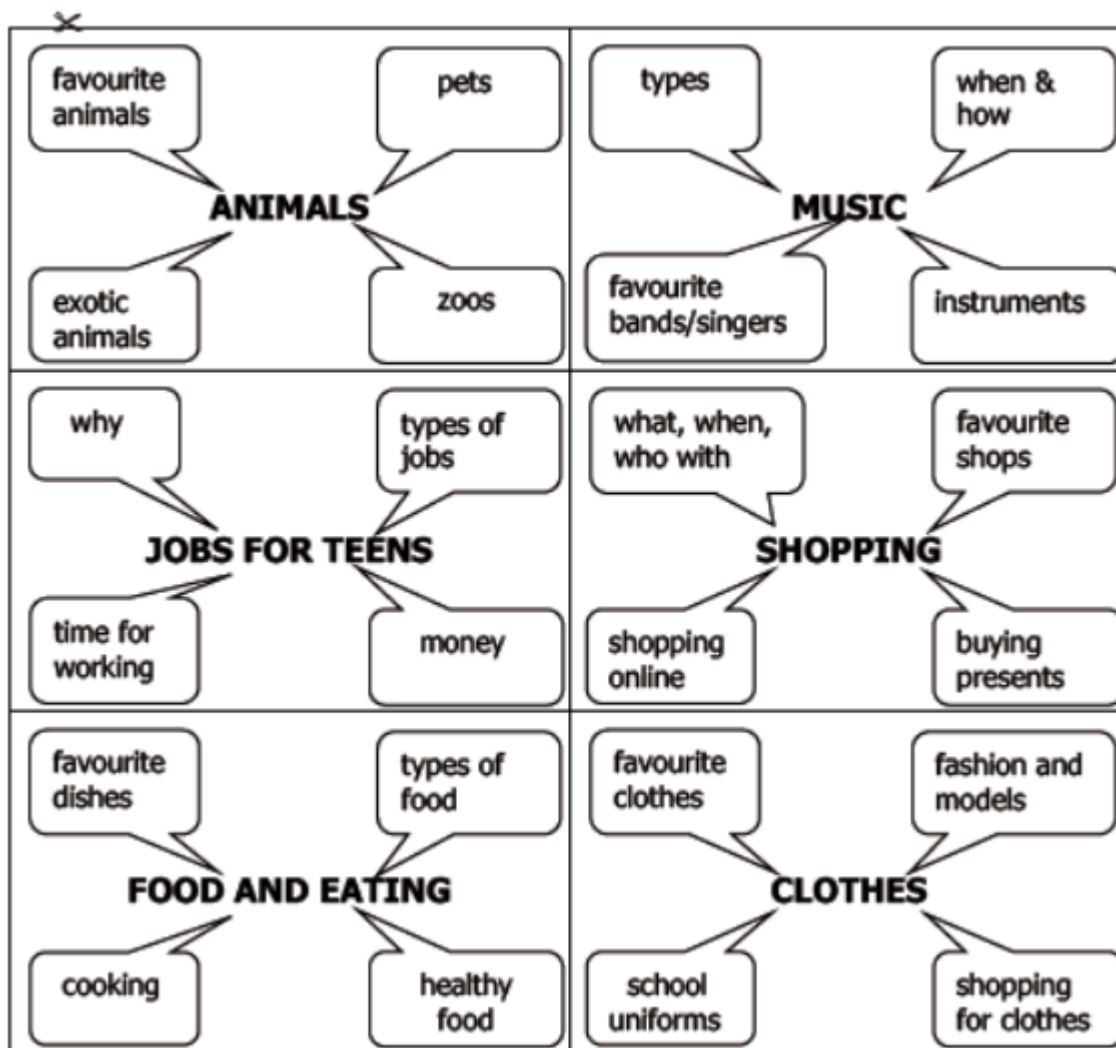 favourite
animals
pets
ANIMALS
exotic
animals
zoos
types
when &
how
MUSIC
favourite
bands/singers
instruments
why
types of
jobs
JOBS FOR TEENS
time for
working
money
what, when,
who with
favourite
shops
SHOPPING
shopping
online
buying
presents
favourite
dishes
types of
food
FOOD AND EATING
cooking
healthy
food
favourite
clothes
fashion and
models
CLOTHES
school
uniforms
shopping
for clothes